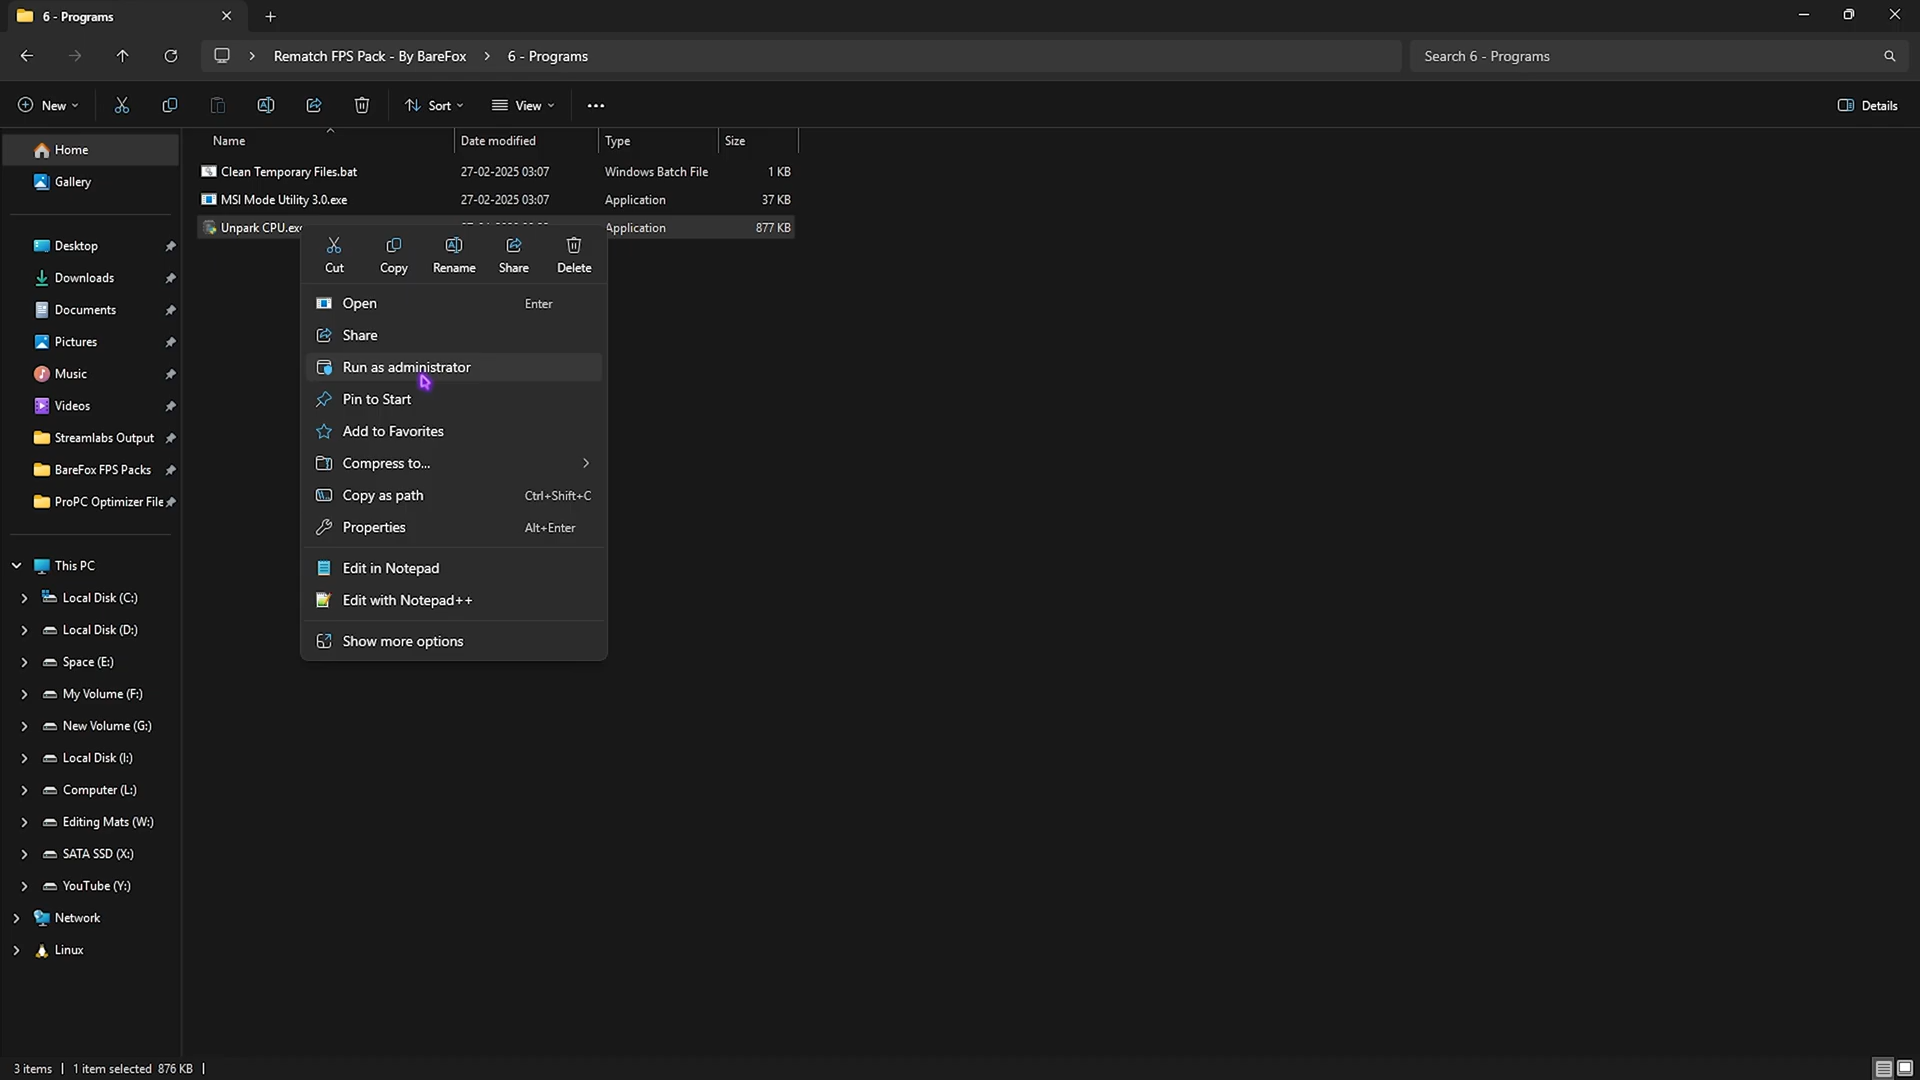 6 - Programs
Rematch FPS Pack - By BareFox > 6 - Programs
Search 6 - Programs
New
Sort
View
Details
Name
Date modified
Type
Size
Home
Gallery
Desktop
Downloads
Documents
Pictures
Music
Videos
Streamlabs Output
BareFox FPS Packs
ProPC Optimizer File
This PC
Local Disk (C:)
Local Disk (D:)
Space (E:)
My Volume (F:)
New Volume (G:)
Local Disk (I:)
Computer (L:)
Editing Mats (W:)
SATA SSD (X:)
YouTube (Y:)
Network
Linux
Clean Temporary Files.bat 27-02-2025 03:07 Windows Batch File 1 KB
MSI Mode Utility 3.0.exe 27-02-2025 03:07 Application 37 KB
Unpark CPU.exe Application 877 KB
Cut
Copy
Rename
Share
Delete
Open Enter
Share
Run as administrator
Pin to Start
Add to Favorites
Compress to...
Copy as path Ctrl+Shift+C
Properties Alt+Enter
Edit in Notepad
Edit with Notepad++
Show more options
3 items | 1 item selected 876 KB |